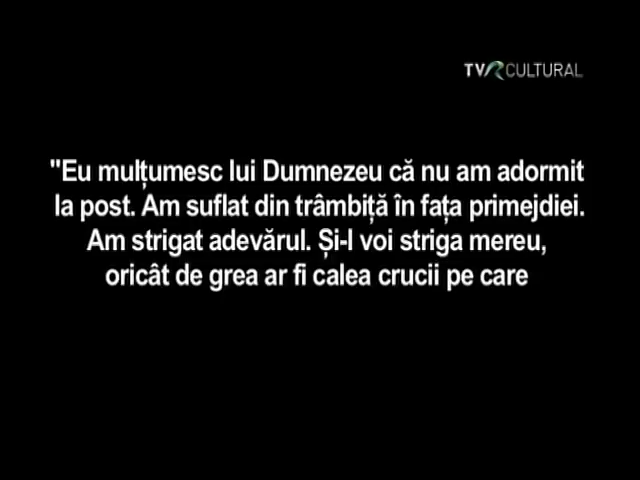 TVR CULTURAL
"Eu mulțumesc lui Dumnezeu că nu am adormit
la post. Am suflat din trâmbiță în fața primejdiei.
Am strigat adevărul. Și-l voi striga mereu,
oricât de grea ar fi calea crucii pe care